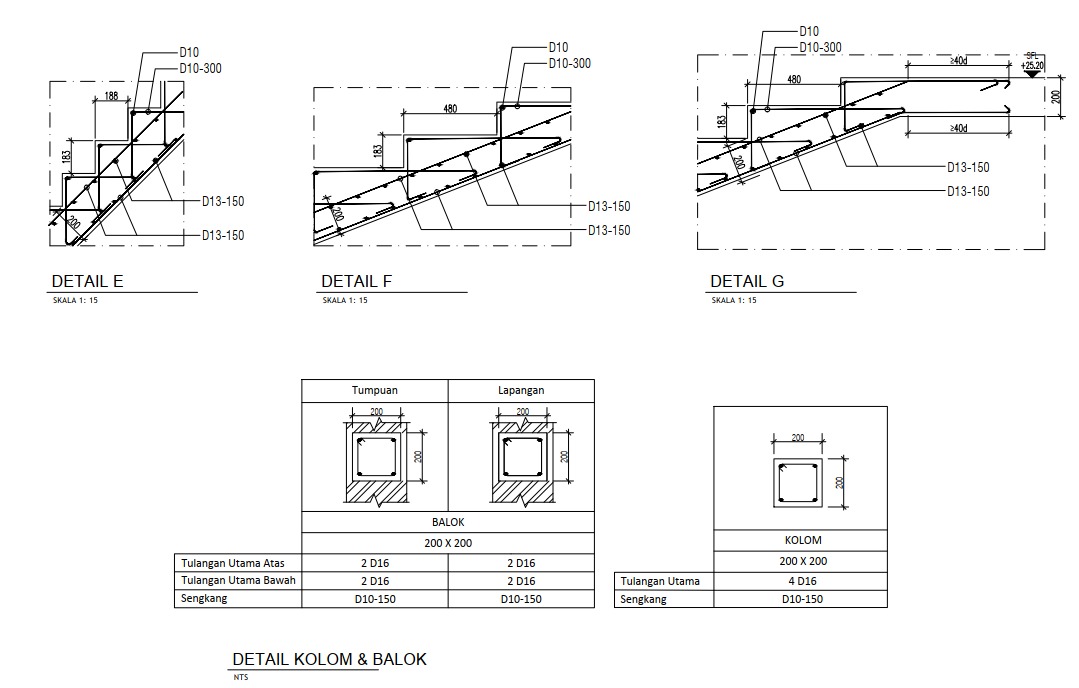 D10
D10-300
188
183
200
D13-150
D13-150
DETAIL E
SKALA 1: 15
D10
D10-300
480
183
200
D13-150
D13-150
DETAIL F
SKALA 1: 15
D10
D10-300
480
183
200
≥40d
≥40d
SFL
+25.20
200
D13-150
D13-150
DETAIL G
SKALA 1: 15
Tumpuan Lapangan
200 200
200 200
BALOK
200 X 200
Tulangan Utama Atas 2 D16 2 D16
Tulangan Utama Bawah 2 D16 2 D16
Sengkang D10-150 D10-150
200
200
KOLOM
200 X 200
Tulangan Utama 4 D16
Sengkang D10-150
DETAIL KOLOM & BALOK
NTS